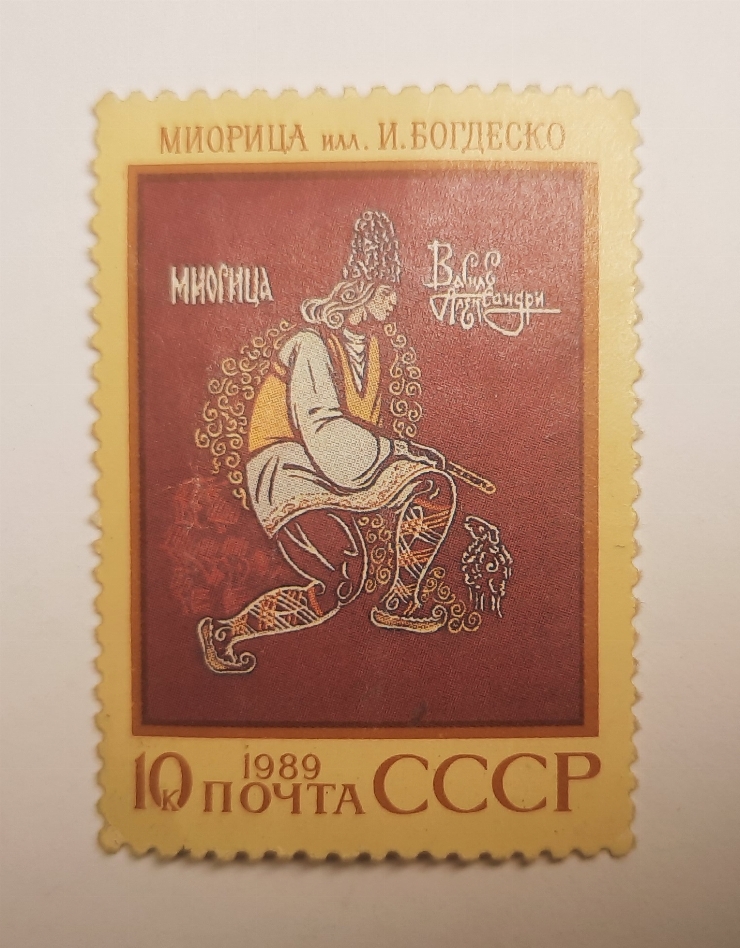 МИОРИЦА илл. И.БОГДЕСКО
МИОРИЦА
Василе
Александри
1989
10к ПОЧТА СССР